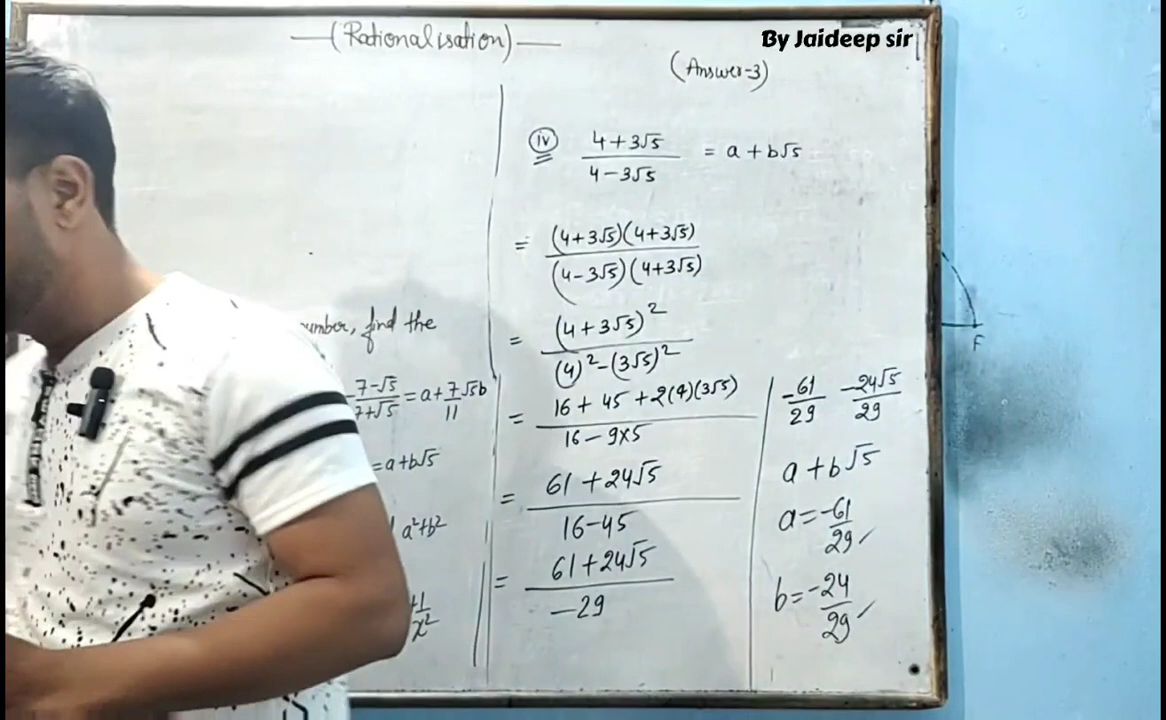 (Rationalisation)
By Jaideep sir
(Answer-3)
umber, find the
7-√5/7+√5 = a+7/11√5b
=a+b√5
a²+b²
+1/x²
(iv) 4+3√5/4-3√5 = a+b√5
= (4+3√5)(4+3√5)/(4-3√5)(4+3√5)
= (4+3√5)²/(4)²-(3√5)²
= 16+45+2(4)(3√5)/16-9×5
= 61+24√5/16-45
= 61+24√5/-29
-61/29 -24√5/29
a+b√5
a=-61/29
b=-24/29
F